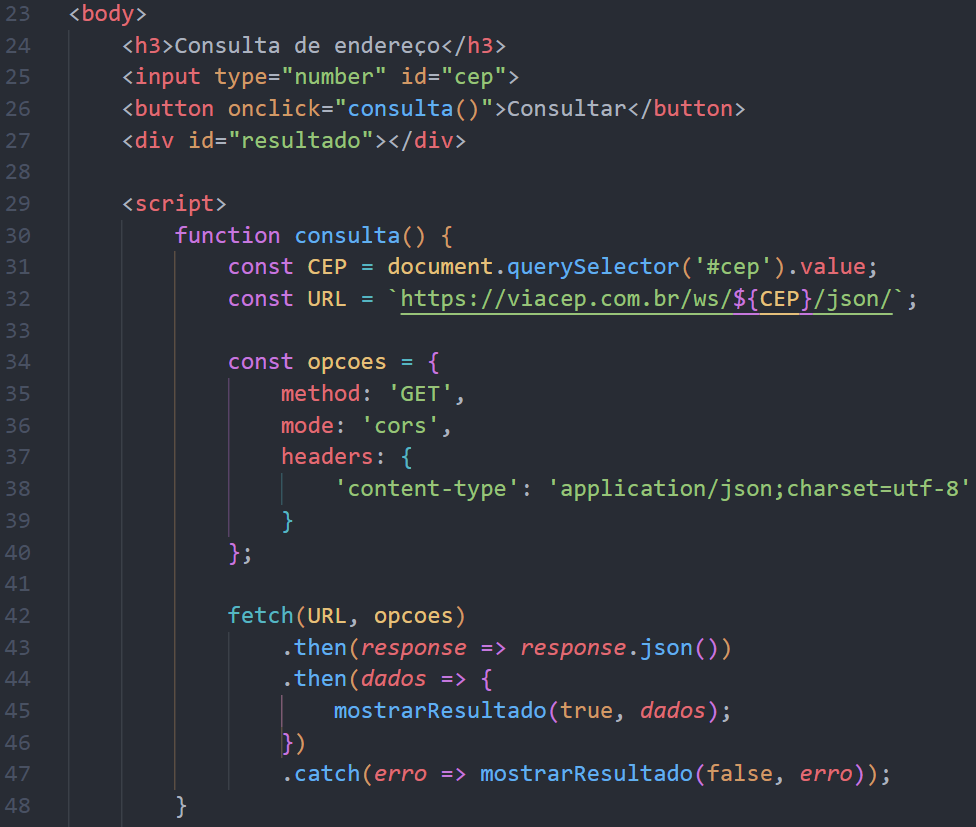 23 <body>
24 <h3>Consulta de endereço</h3>
25 <input type="number" id="cep">
26 <button onclick="consulta()">Consultar</button>
27 <div id="resultado"></div>
28
29 <script>
30 function consulta() {
31 const CEP = document.querySelector('#cep').value;
32 const URL = `https://viacep.com.br/ws/${CEP}/json/`;
33
34 const opcoes = {
35 method: 'GET',
36 mode: 'cors',
37 headers: {
38 'content-type': 'application/json;charset=utf-8'
39 }
40 };
41
42 fetch(URL, opcoes)
43 .then(response => response.json())
44 .then(dados => {
45 mostrarResultado(true, dados);
46 })
47 .catch(erro => mostrarResultado(false, erro));
48 }